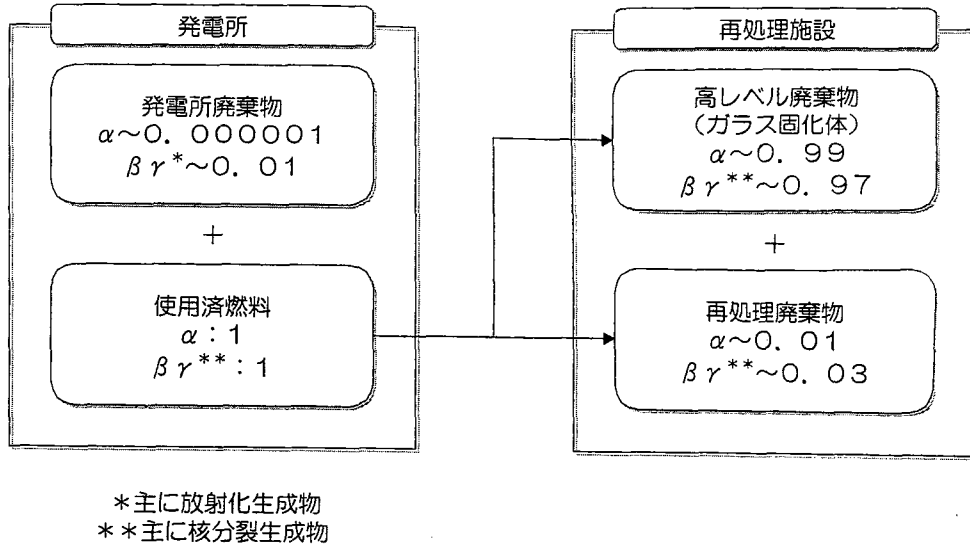 発電所
発電所廃棄物
α～0．000001
βγ*～0．01
＋
使用済燃料
α：1
βγ**：1
再処理施設
高レベル廃棄物
（ガラス固化体）
α～0．99
βγ**～0．97
＋
再処理廃棄物
α～0．01
βγ**～0．03
＊主に放射化生成物
＊＊主に核分裂生成物